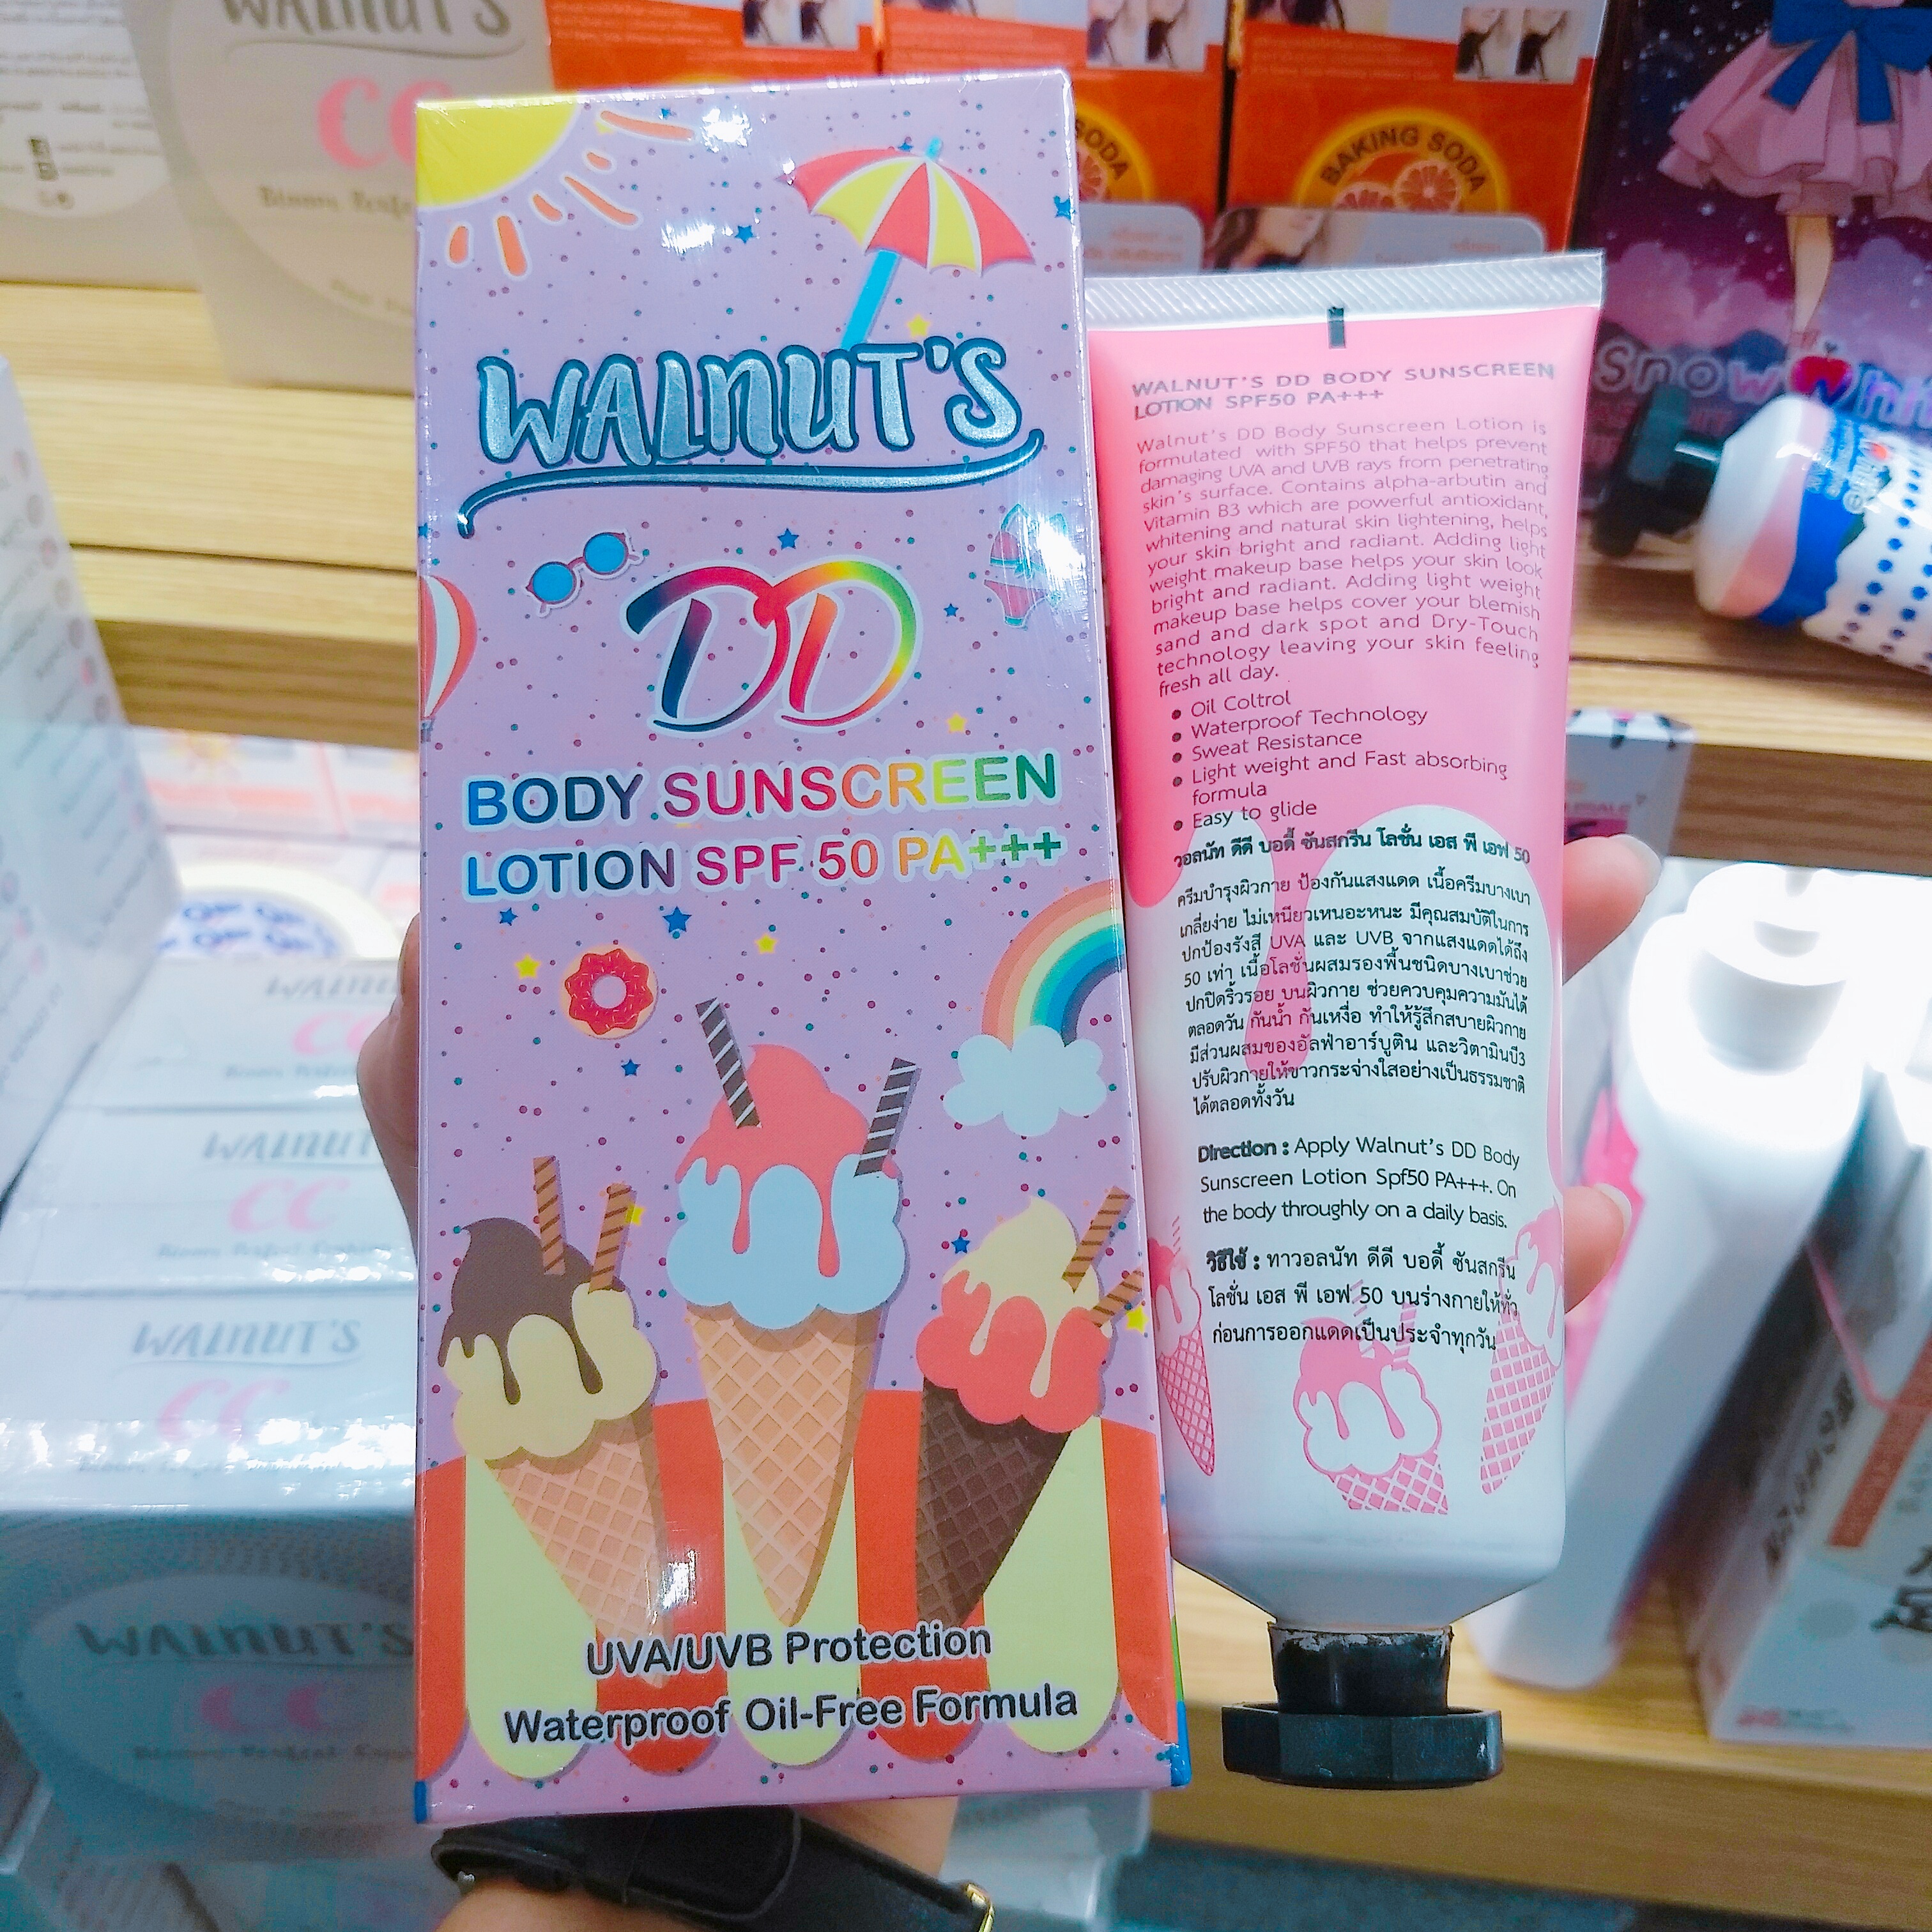 WALNUT'S
CC
BAKING SODA
SODA
Snow
WALNUT'S
DD
BODY SUNSCREEN
LOTION SPF 50 PA+++
UVA/UVB Protection
Waterproof Oil-Free Formula
WALNUT'S DD BODY SUNSCREEN
LOTION SPF50 PA+++
Walnut's DD Body Sunscreen Lotion is
formulated with SPF50 that helps prevent
damaging UVA and UVB rays from penetrating
skin's surface. Contains alpha-arbutin and
Vitamin B3 which are powerful antioxidant,
whitening and natural skin lightening, helps
your skin bright and radiant. Adding light
weight makeup base helps your skin look
bright and radiant. Adding light weight
makeup base helps cover your blemish
sand and dark spot and Dry-Touch
technology leaving your skin feeling
fresh all day.
• Oil Coltrol
• Waterproof Technology
• Sweat Resistance
• Light weight and Fast absorbing
formula
• Easy to glide
วอลนัท ดีดี บอดี้ ซันสกรีน โลชั่น เอส พี เอฟ 50
ครีมบำรุงผิวกาย ป้องกันแสงแดด เนื้อครีมบางเบา
เกลี่ยง่าย ไม่เหนียวเหนอะหนะ มีคุณสมบัติในการ
ปกป้องรังสี UVA และ UVB จากแสงแดดได้ถึง
50 เท่า เนื้อโลชั่นผสมรองพื้นชนิดบางเบาช่วย
ปกปิดริ้วรอย บนผิวกาย ช่วยควบคุมความมันได้
ตลอดวัน กันน้ำ กันเหงื่อ ทำให้รู้สึกสบายผิวกาย
มีส่วนผสมของอัลฟ่าอาร์บูติน และวิตามินบี3
ปรับผิวกายให้ขาวกระจ่างใสอย่างเป็นธรรมชาติ
ได้ตลอดทั้งวัน
Direction : Apply Walnut's DD Body
Sunscreen Lotion Spf50 PA+++. On
the body throughly on a daily basis.
วิธีใช้ : ทาวอลนัท ดีดี บอดี้ ซันสกรีน
โลชั่น เอส พี เอฟ 50 บนร่างกายให้ทั่ว
ก่อนการออกแดดเป็นประจำทุกวัน
WALNUT'S
CC
WALNUT'S
CC
WALNUT'S
CC